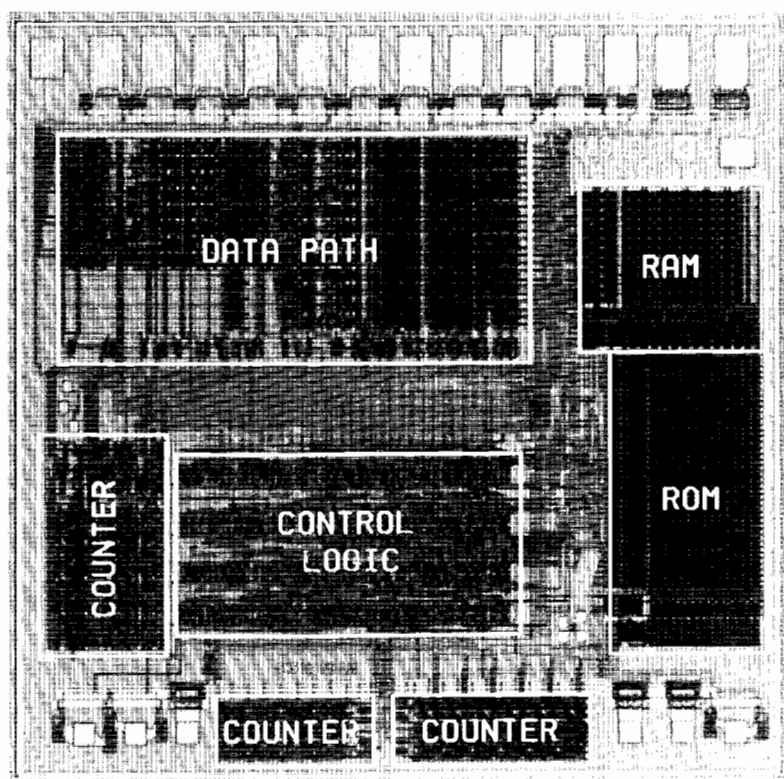 DATA PATH
RAM
ROM
COUNTER
CONTROL
LOGIC
COUNTER
COUNTER